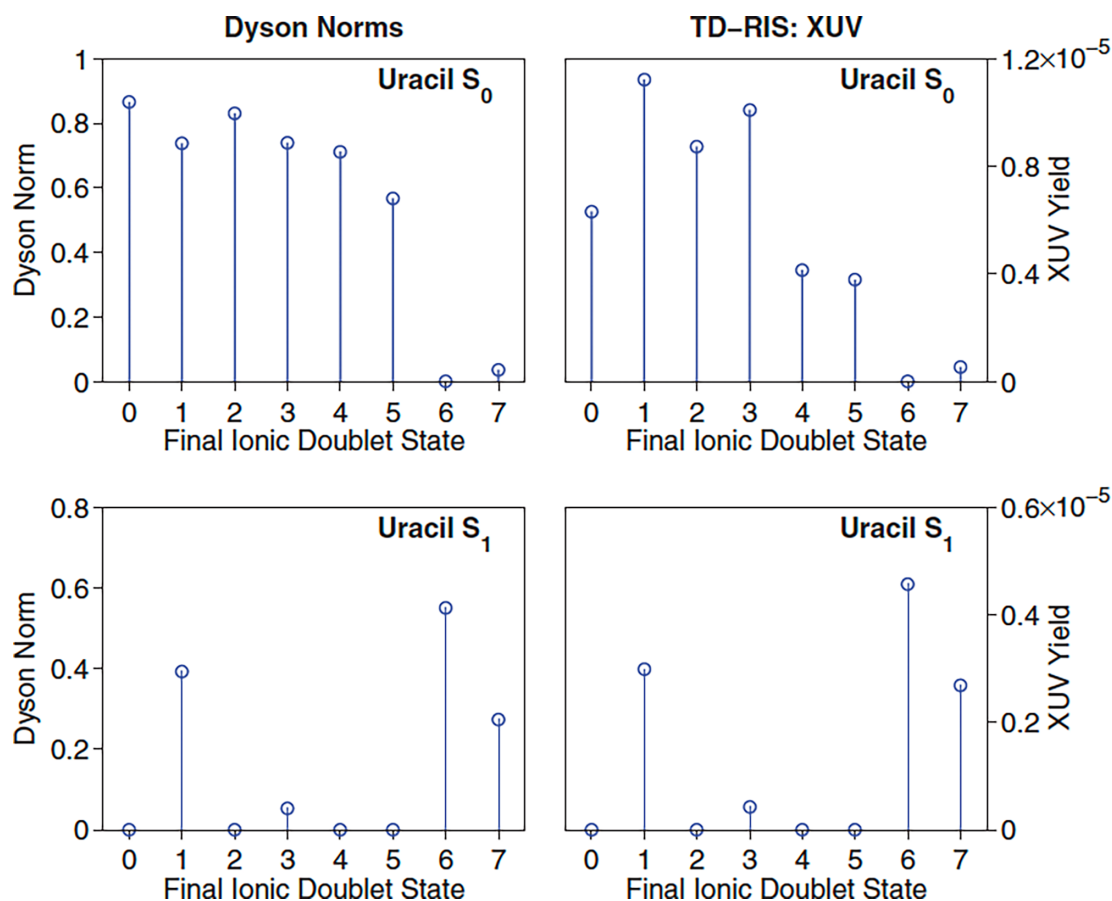 Dyson Norms
TD−RIS: XUV
Uracil S0
1
0.8
0.6
0.4
0.2
0
Dyson Norm
0 1 2 3 4 5 6 7
Final Ionic Doublet State
Uracil S0
1.2×10−5
0.8
0.4
0
XUV Yield
0 1 2 3 4 5 6 7
Final Ionic Doublet State
Uracil S1
0.8
0.6
0.4
0.2
0
Dyson Norm
0 1 2 3 4 5 6 7
Final Ionic Doublet State
Uracil S1
0.6×10−5
0.4
0.2
0
XUV Yield
0 1 2 3 4 5 6 7
Final Ionic Doublet State